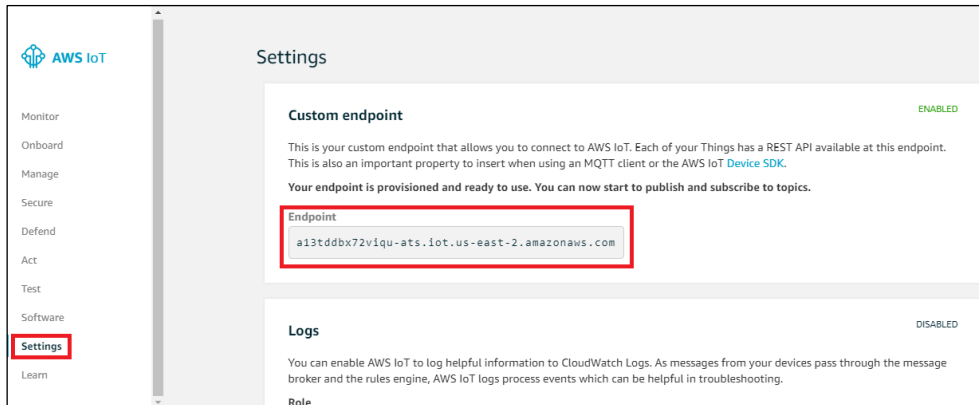 AWS IoT
Monitor
Onboard
Manage
Secure
Defend
Act
Test
Software
Settings
Learn
Settings
Custom endpoint
ENABLED
This is your custom endpoint that allows you to connect to AWS IoT. Each of your Things has a REST API available at this endpoint.
This is also an important property to insert when using an MQTT client or the AWS IoT Device SDK.
Your endpoint is provisioned and ready to use. You can now start to publish and subscribe to topics.
Endpoint
a13tddbx72viqu-ats.iot.us-east-2.amazonaws.com
Logs
DISABLED
You can enable AWS IoT to log helpful information to CloudWatch Logs. As messages from your devices pass through the message
broker and the rules engine, AWS IoT logs process events which can be helpful in troubleshooting.
Role